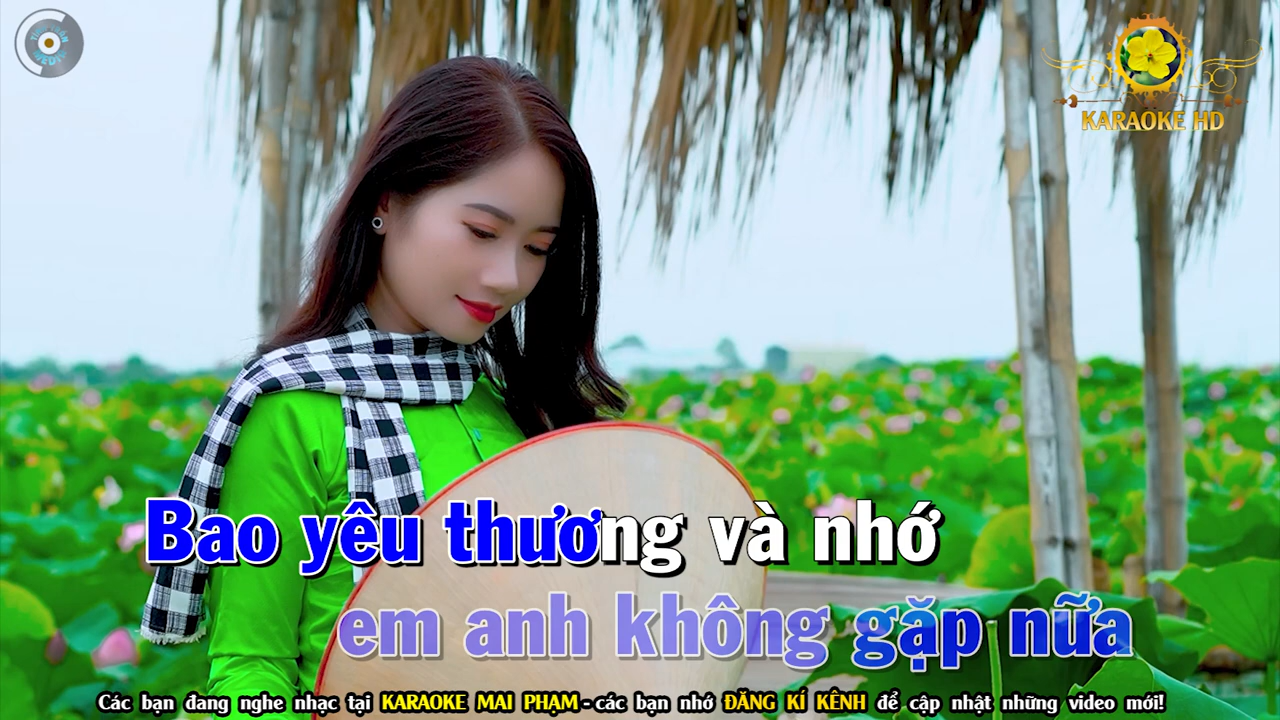 KARAOKE HD
Bao yêu thương và nhớ
em anh không gặp nữa
Các bạn đang nghe nhạc tại KARAOKE MAI PHẠM - các bạn nhớ ĐĂNG KÍ KÊNH để cập nhật những video mới!